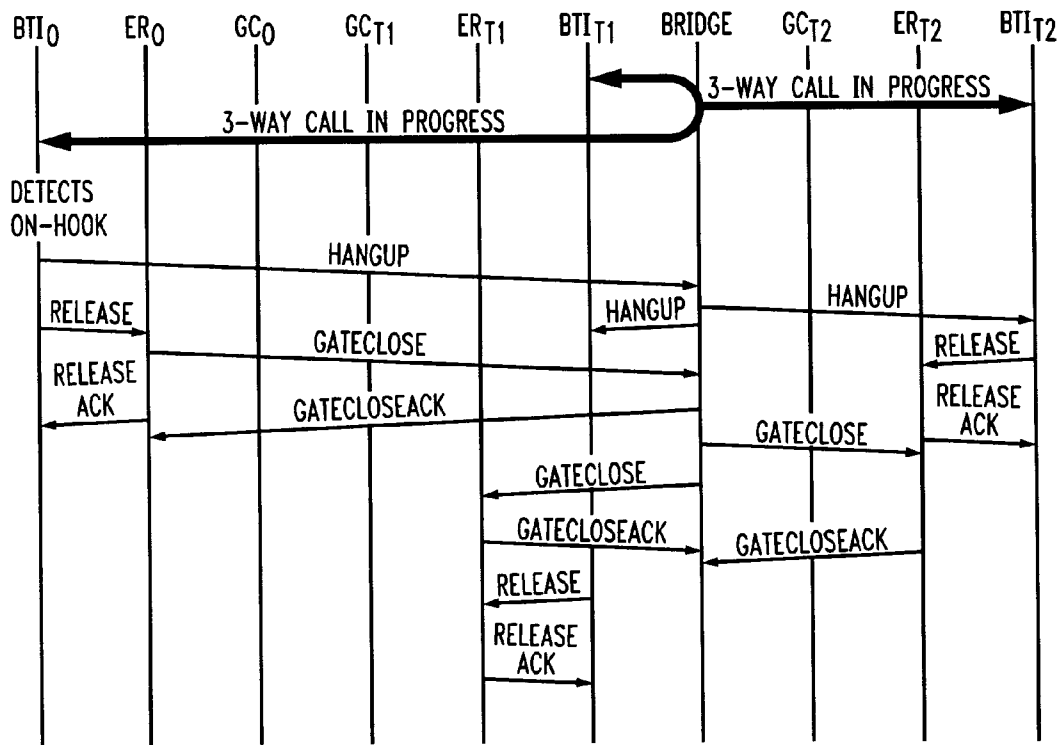 BTI0 ER0 GC0 GCT1 ERT1 BTIT1 BRIDGE GCT2 ERT2 BTIT2
3-WAY CALL IN PROGRESS
3-WAY CALL IN PROGRESS
DETECTS
ON-HOOK
HANGUP
HANGUP
HANGUP
RELEASE
GATECLOSE
RELEASE
RELEASE
ACK
GATECLOSEACK
RELEASE
ACK
GATECLOSE
GATECLOSE
GATECLOSEACK
GATECLOSEACK
RELEASE
RELEASE
ACK